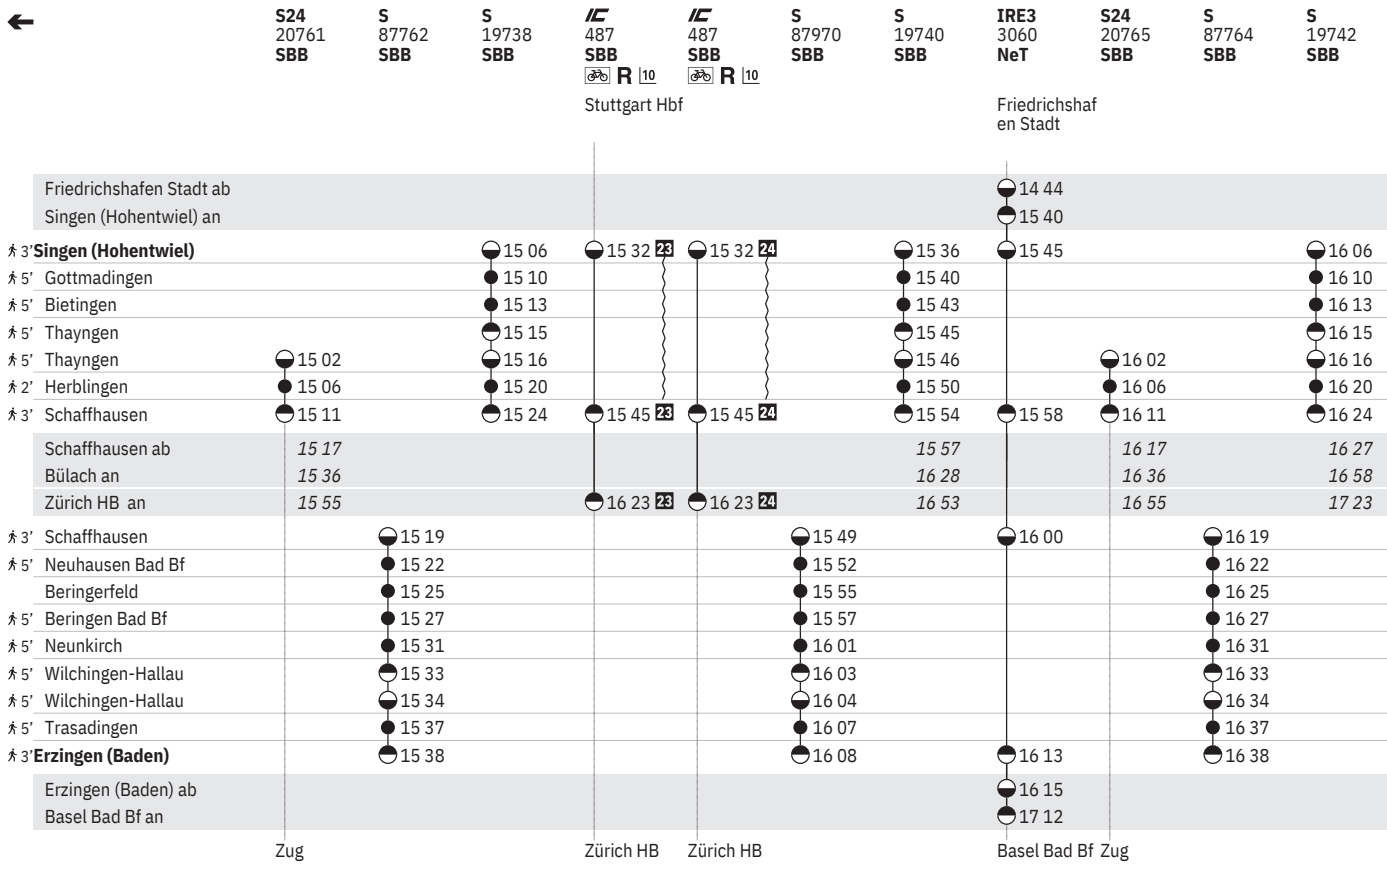 S24 S S IC IC S S IRE3 S24 S S
20761 87762 19738 487 487 87970 19740 3060 20765 87764 19742
SBB SBB SBB SBB SBB SBB SBB NeT SBB SBB SBB
R 10 R 10
Stuttgart Hbf Friedrichshaf
en Stadt
Friedrichshafen Stadt ab 14 44
Singen (Hohentwiel) an 15 40
3’ Singen (Hohentwiel) 15 06 15 32 23 15 32 24 15 36 15 45 16 06
5’ Gottmadingen 15 10 15 40 16 10
5’ Bietingen 15 13 15 43 16 13
5’ Thayngen 15 15 15 45 16 15
5’ Thayngen 15 02 15 16 15 46 16 02 16 16
2’ Herblingen 15 06 15 20 15 50 16 06 16 20
3’ Schaffhausen 15 11 15 24 15 45 23 15 45 24 15 54 15 58 16 11 16 24
Schaffhausen ab 15 17 15 57 16 17 16 27
Bülach an 15 36 16 28 16 36 16 58
Zürich HB an 15 55 16 23 23 16 23 24 16 53 16 55 17 23
3’ Schaffhausen 15 19 15 49 16 00 16 19
5’ Neuhausen Bad Bf 15 22 15 52 16 22
Beringerfeld 15 25 15 55 16 25
5’ Beringen Bad Bf 15 27 15 57 16 27
5’ Neunkirch 15 31 16 01 16 31
5’ Wilchingen-Hallau 15 33 16 03 16 33
5’ Wilchingen-Hallau 15 34 16 04 16 34
5’ Trasadingen 15 37 16 07 16 37
3’ Erzingen (Baden) 15 38 16 08 16 13 16 38
Erzingen (Baden) ab 16 15
Basel Bad Bf an 17 12
Zug Zürich HB Zürich HB Basel Bad Bf Zug